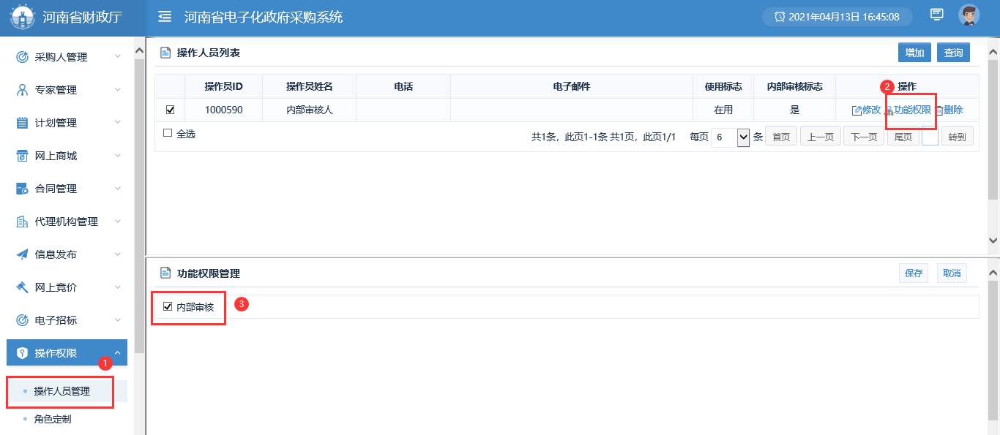 河南省财政厅
河南省电子化政府采购系统
2021年04月13日 16:45:08
采购人管理
专家管理
计划管理
网上商城
合同管理
代理机构管理
信息发布
网上竞价
电子招标
操作权限
1
操作人员管理
角色定制
操作人员列表
增加 查询
操作员ID 操作员姓名 电话 电子邮件 使用标志 内部审核标志 2 操作
1000590 内部审核人 在用 是 修改 功能权限 删除
全选 共1条，此页1-1条 共1页，此页1/1 每页 6 条 首页 上一页 下一页 尾页 转到
功能权限管理
保存 取消
内部审核 3